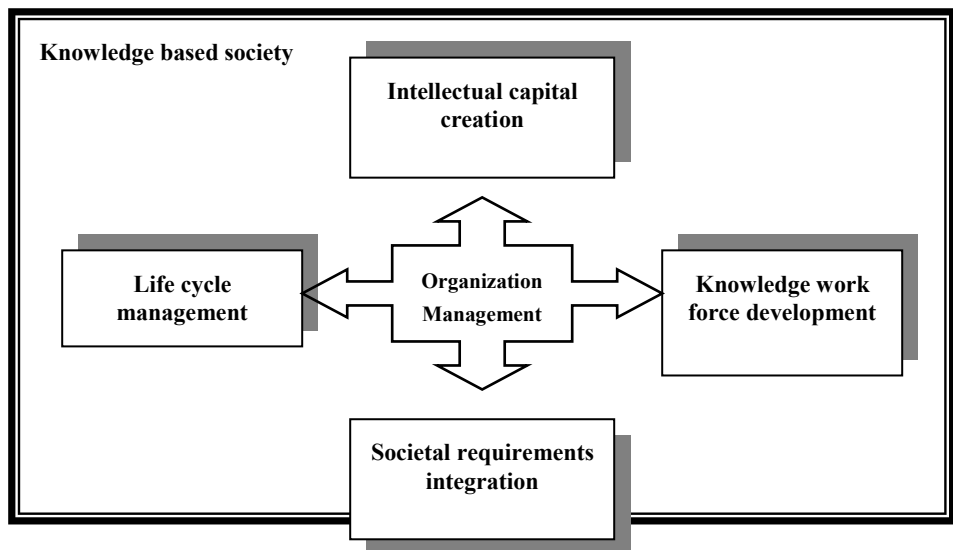 Knowledge based society
Intellectual capital
creation
Life cycle
management
Organization
Management
Knowledge work
force development
Societal requirements
integration